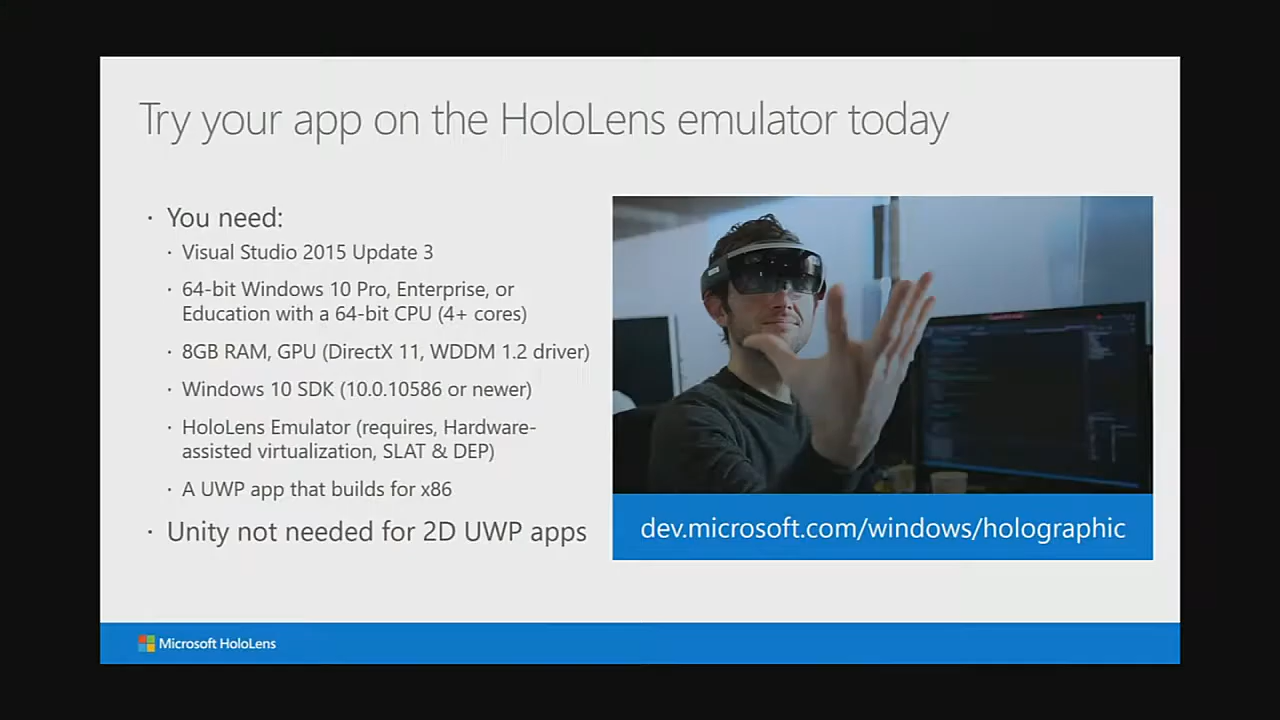 Try your app on the HoloLens emulator today
· You need:
· Visual Studio 2015 Update 3
· 64-bit Windows 10 Pro, Enterprise, or
Education with a 64-bit CPU (4+ cores)
· 8GB RAM, GPU (DirectX 11, WDDM 1.2 driver)
· Windows 10 SDK (10.0.10586 or newer)
· HoloLens Emulator (requires, Hardware-
assisted virtualization, SLAT & DEP)
· A UWP app that builds for x86
· Unity not needed for 2D UWP apps
dev.microsoft.com/windows/holographic
Microsoft HoloLens